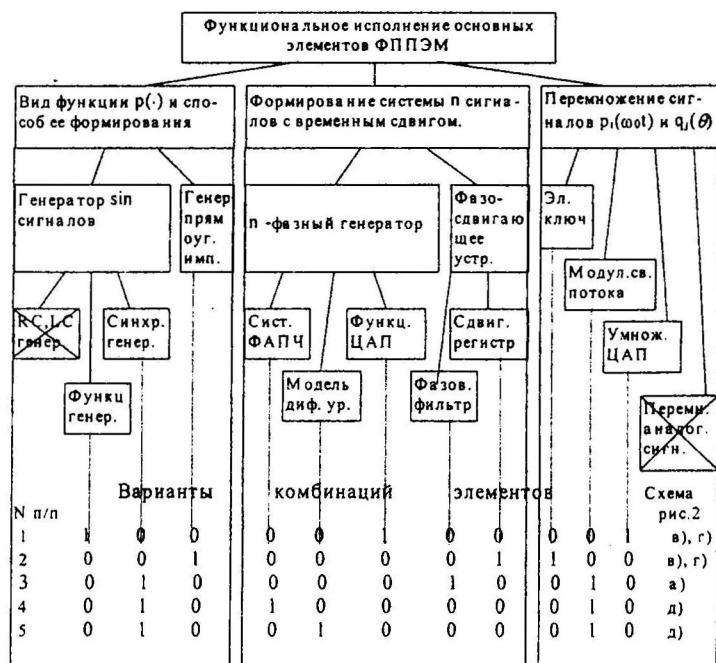 Функциональное исполнение основных
элементов ФППЭМ
Вид функции p(·) и спо-
соб ее формирования
Формирование системы n сигна-
лов с временным сдвигом.
Перемножение сиг-
налов p₁(ω₀t) и qⱼ(θ)
Генератор sin
сигналов
Генер
прям
оуг.
имп.
n -фазный генератор
Фазо-
сдвигаю
щее
устр.
Эл.
ключ
Модул.св.
потока
RC,LC
генер
Синхр.
генер.
Сист.
ФАПЧ
Функц.
ЦАП
Сдвиг.
регистр
Умнож.
ЦАП
Функц
генер.
Модель
диф. ур.
Фазов.
фильтр
Перемн.
аналог.
сигн.
Варианты комбинаций элементов
Схема
рис.2
N п/п
1 1 0 0 0 0 1 0 0 0 0 1 в), г)
2 0 0 1 0 0 0 0 1 1 0 0 в), г)
3 0 1 0 0 0 0 1 0 0 1 0 а)
4 0 1 0 1 0 0 0 0 0 1 0 д)
5 0 1 0 0 1 0 0 0 0 1 0 д)